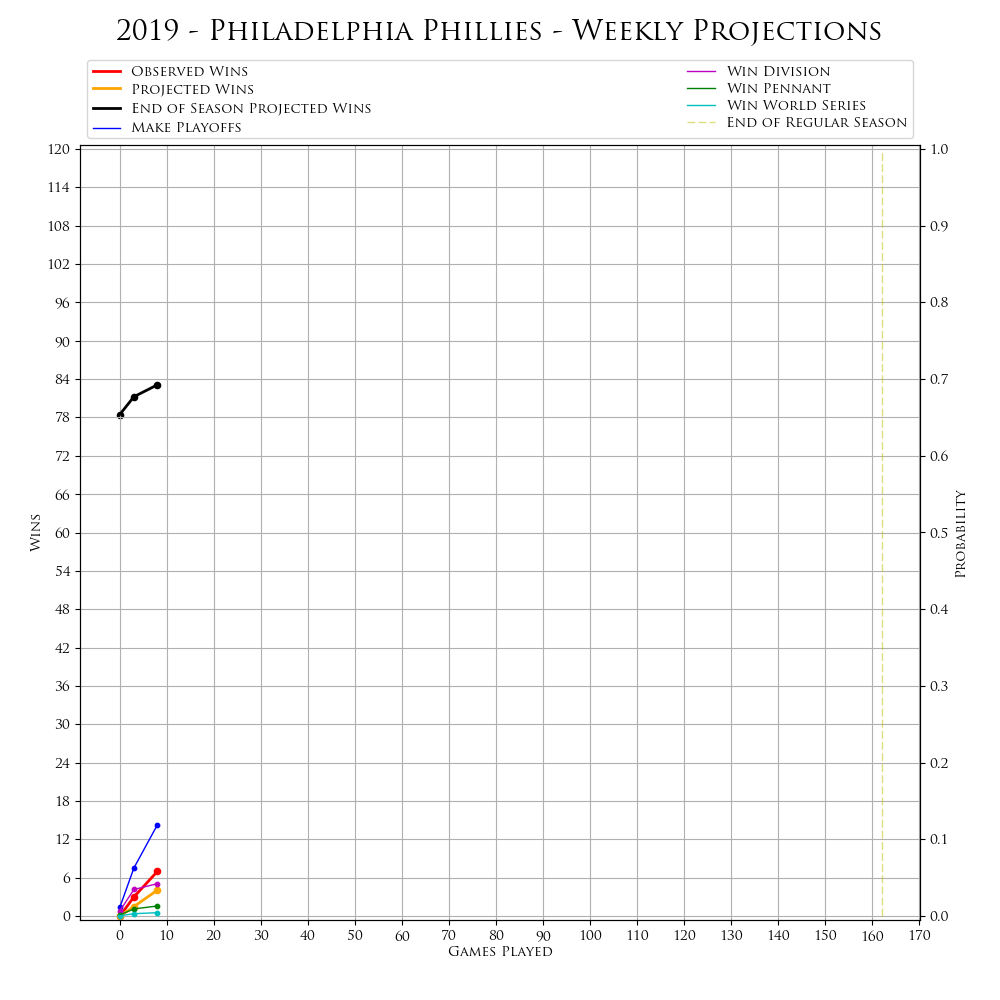 2019 - Philadelphia Phillies - Weekly Projections
Observed Wins
Projected Wins
End of Season Projected Wins
Make Playoffs
Win Division
Win Pennant
Win World Series
End of Regular Season
120
114
108
102
96
90
84
78
72
66
60
54
48
42
36
30
24
18
12
6
0
Wins
1.0
0.9
0.8
0.7
0.6
0.5
0.4
0.3
0.2
0.1
0.0
Probability
0 10 20 30 40 50 60 70 80 90 100 110 120 130 140 150 160 170
Games Played